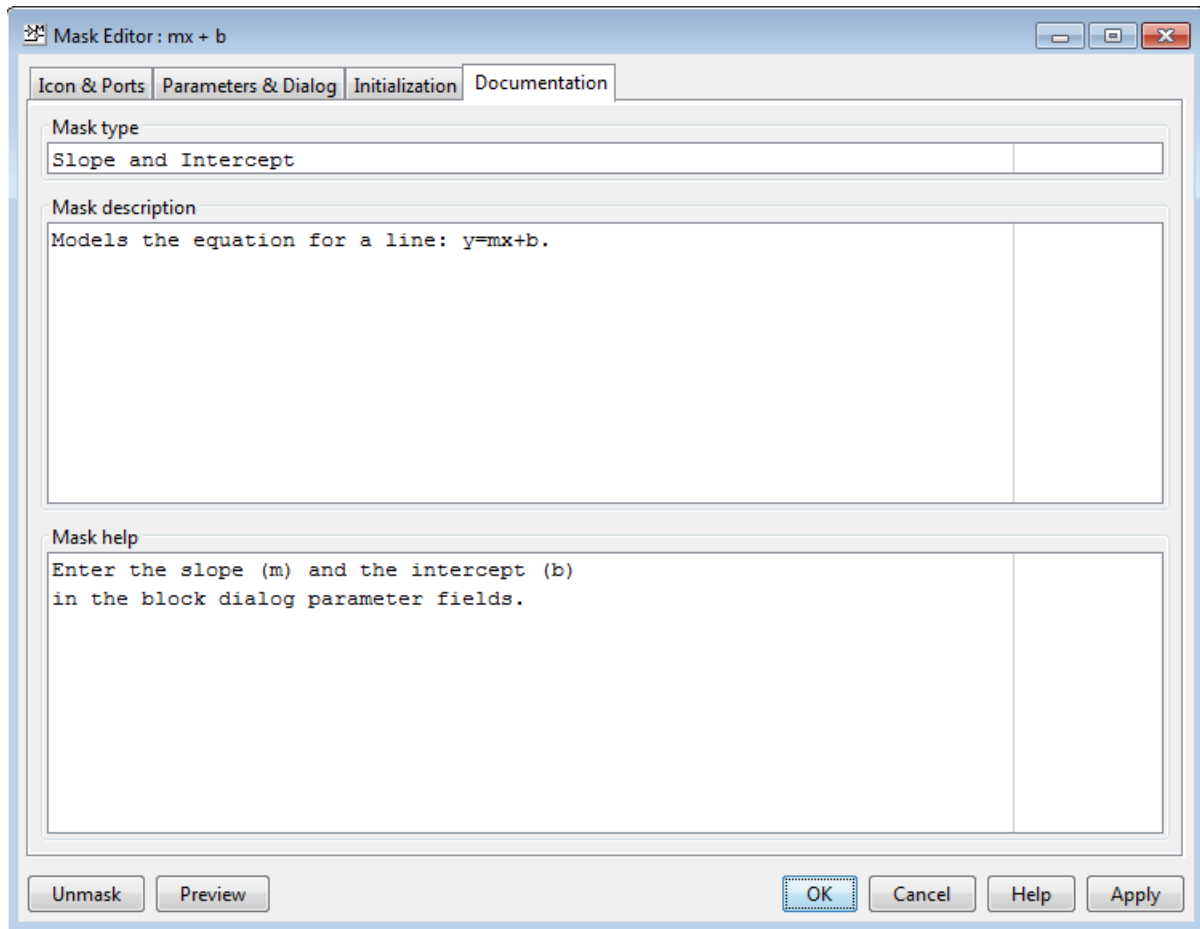 Mask Editor : mx + b
Icon & Ports Parameters & Dialog Initialization Documentation
Mask type
Slope and Intercept
Mask description
Models the equation for a line: y=mx+b.
Mask help
Enter the slope (m) and the intercept (b)
in the block dialog parameter fields.
Unmask Preview OK Cancel Help Apply